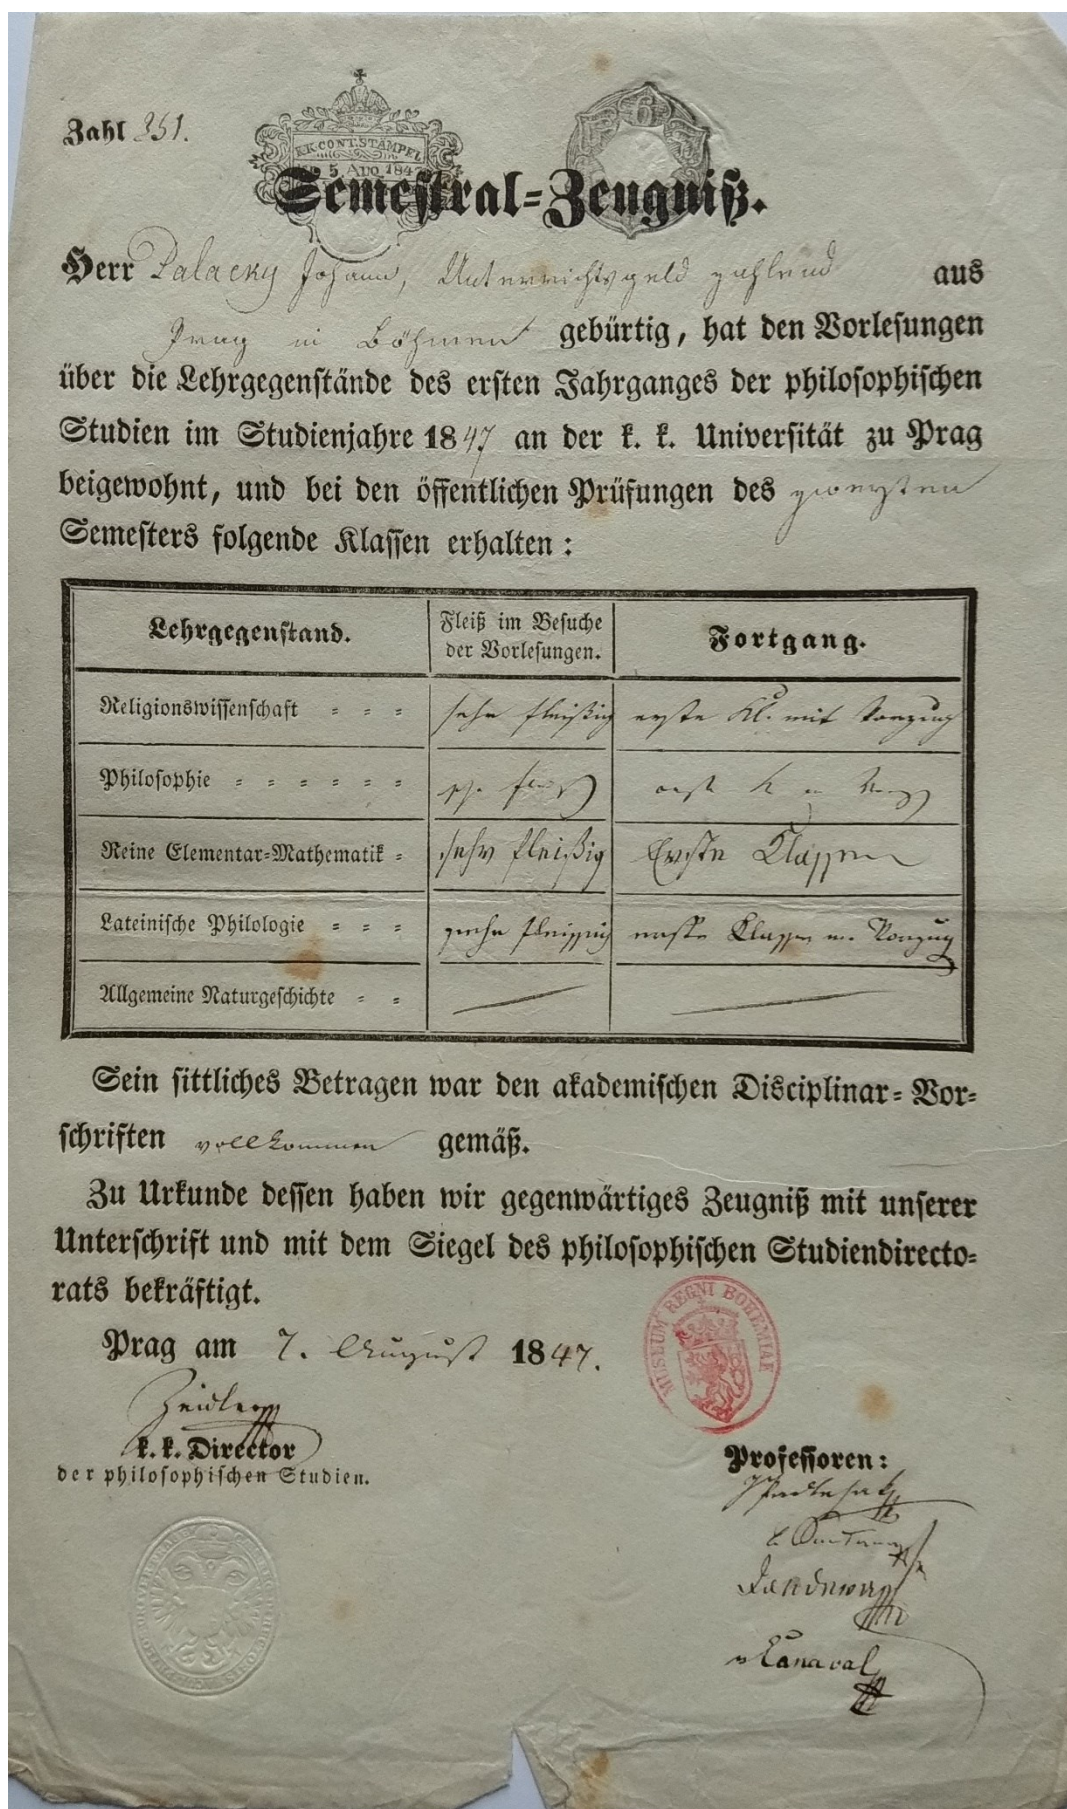 Zahl 351.
K.K. CONT. STÄMPEL
5. AUG. 184
6
Semestral-Zeugniß.
Herr Palacky Johann, Unterrichtsgeld zahlend aus
Prag in Böhmen gebürtig, hat den Vorlesungen
über die Lehrgegenstände des ersten Jahrganges der philosophischen
Studien im Studienjahre 1847 an der k. k. Universität zu Prag
beigewohnt, und bei den öffentlichen Prüfungen des zweyten
Semesters folgende Klassen erhalten:
Lehrgegenstand. Fleiß im Besuche der Vorlesungen. Fortgang.
Religionswissenschaft = = = sehr fleißig erste Kl. mit Vorzug
Philosophie = = = = = =
Reine Elementar=Mathematik = sehr fleißig Erste Classe
Lateinische Philologie = = = sehr fleissig erste Classe m. Vorzug
Allgemeine Naturgeschichte = =
Sein sittliches Betragen war den akademischen Disciplinar=Vor=
schriften vollkommen gemäß.
Zu Urkunde dessen haben wir gegenwärtiges Zeugniß mit unserer
Unterschrift und mit dem Siegel des philosophischen Studiendirecto=
rats bekräftigt.
Prag am 7. August 1847.
MUSEUM REGNI BOHEMIAE
Zeidler
k. k. Director
der philosophischen Studien.
Professoren:
Kanaval